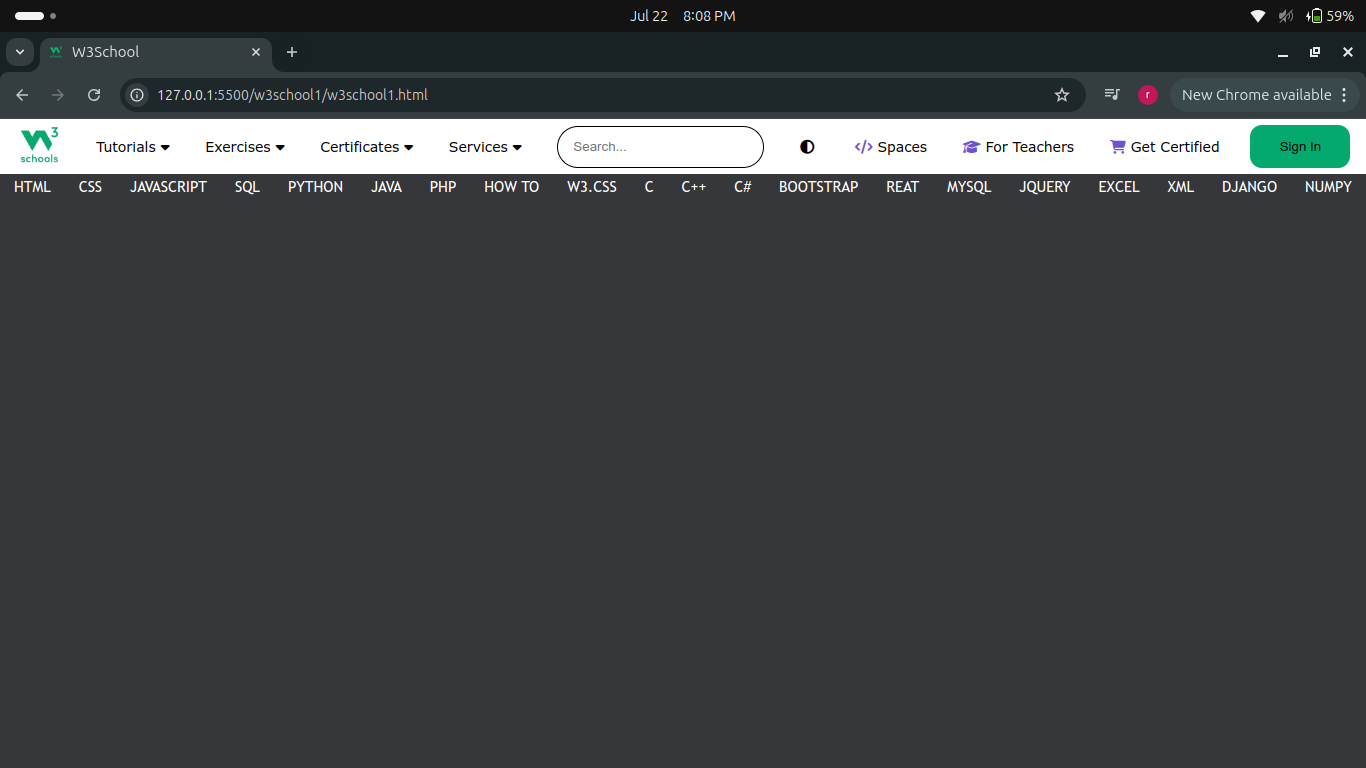 Jul 22 8:08 PM 59%
W3School
127.0.0.1:5500/w3school1/w3school1.html r New Chrome available
W3 schools Tutorials Exercises Certificates Services Search... Spaces For Teachers Get Certified Sign In
HTML CSS JAVASCRIPT SQL PYTHON JAVA PHP HOW TO W3.CSS C C++ C# BOOTSTRAP REAT MYSQL JQUERY EXCEL XML DJANGO NUMPY